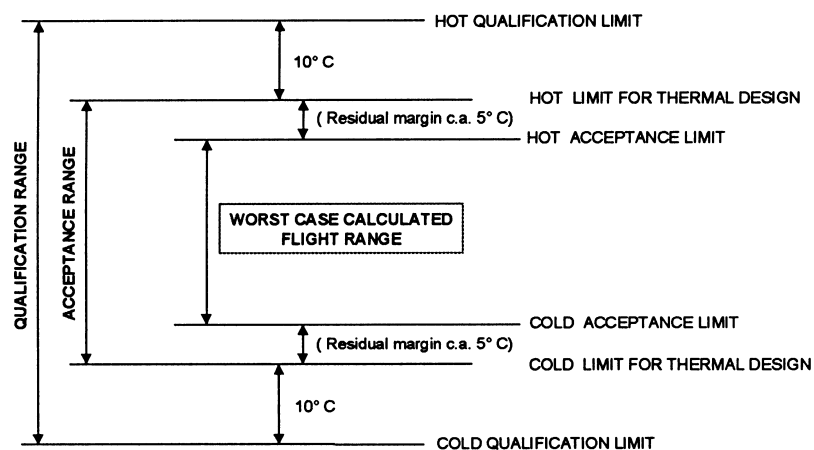 HOT QUALIFICATION LIMIT
10° C
HOT LIMIT FOR THERMAL DESIGN
( Residual margin c.a. 5° C)
HOT ACCEPTANCE LIMIT
QUALIFICATION RANGE
ACCEPTANCE RANGE
WORST CASE CALCULATED
FLIGHT RANGE
COLD ACCEPTANCE LIMIT
( Residual margin c.a. 5° C)
COLD LIMIT FOR THERMAL DESIGN
10° C
COLD QUALIFICATION LIMIT